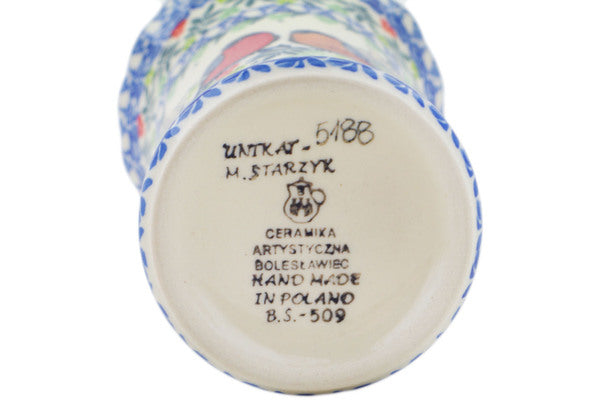 UNIKAT - 5188
M. STARZYK
CERAMIKA
ARTYSTYCZNA
BOLESŁAWIEC
HAND MADE
IN POLAND
B.S.-509